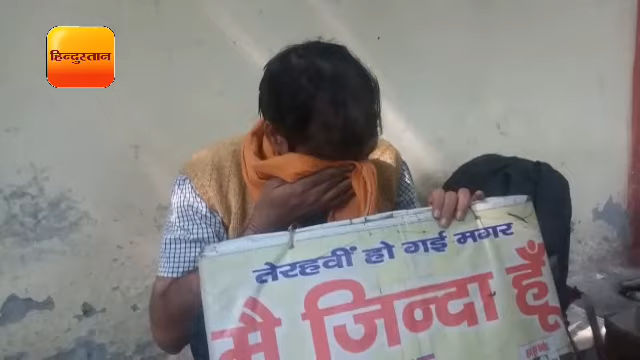 हिन्दुस्तान
तेरहवीं हो गई मगर
मै जिन्दा हूँ